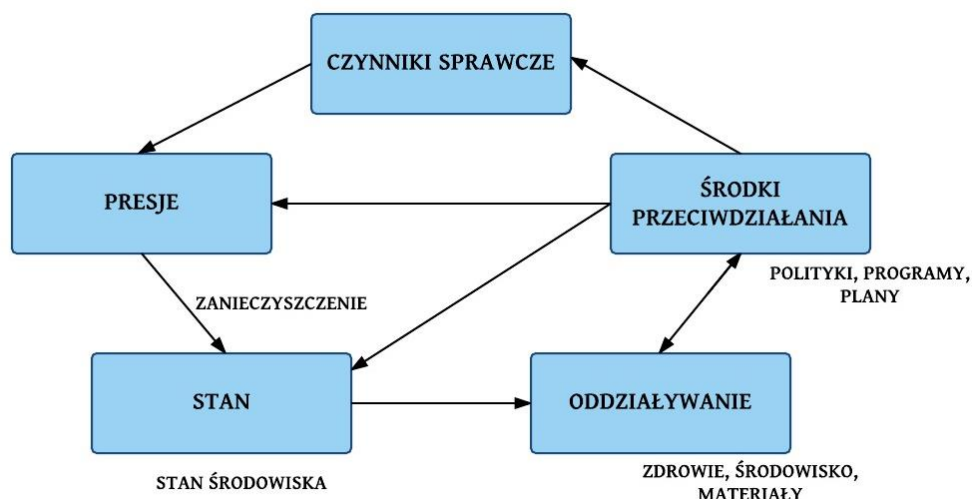 CZYNNIKI SPRAWCZE
PRESJE
ŚRODKI
PRZECIWDZIAŁANIA
POLITYKI, PROGRAMY,
PLANY
ZANIECZYSZCZENIE
STAN
ODDZIAŁYWANIE
STAN ŚRODOWISKA
ZDROWIE, ŚRODOWISKO,
MATERIAŁY